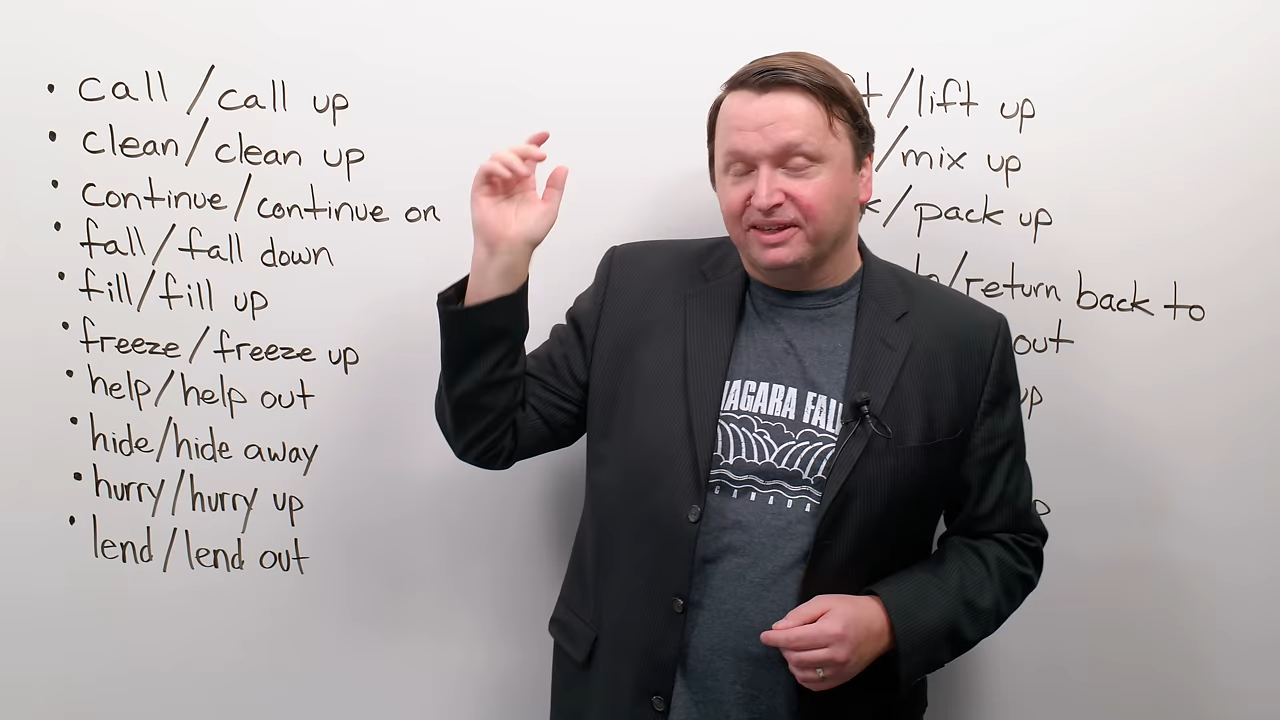 • call / call up
• clean / clean up
• continue / continue on
• fall / fall down
• fill / fill up
• freeze / freeze up
• help / help out
• hide / hide away
• hurry / hurry up
• lend / lend out
/ lift up
/ mix up
/ pack up
/ return back to
out
up
FALL
CANADA